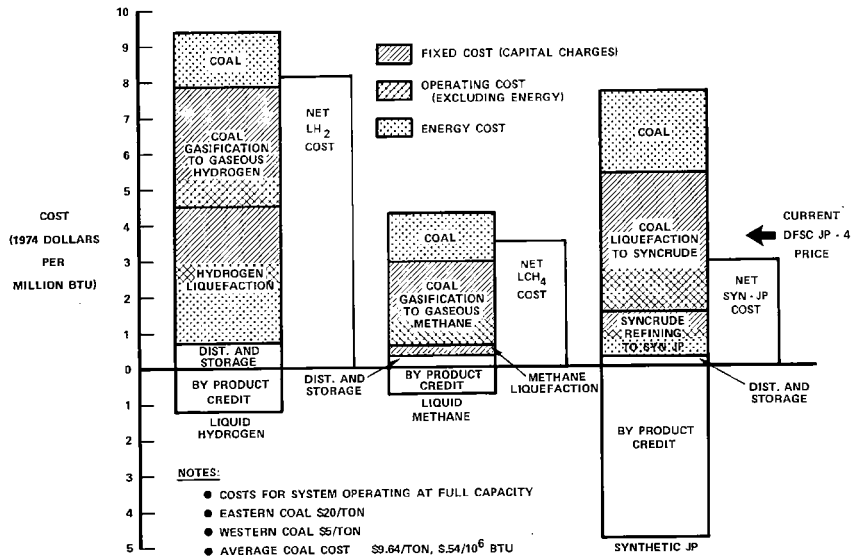 10
9
8
7
6
5
4
3
2
1
0
1
2
3
4
5
COST
(1974 DOLLARS
PER
MILLION BTU)
COAL
COAL
GASIFICATION
TO GASEOUS
HYDROGEN
HYDROGEN
LIQUEFACTION
DIST. AND
STORAGE
BY PRODUCT
CREDIT
LIQUID
HYDROGEN
NET
LH2
COST
FIXED COST (CAPITAL CHARGES)
OPERATING COST
(EXCLUDING ENERGY)
ENERGY COST
COAL
COAL
GASIFICATION
TO GASEOUS
METHANE
DIST. AND
STORAGE
BY PRODUCT
CREDIT
LIQUID
METHANE
METHANE
LIQUEFACTION
NET
LCH4
COST
COAL
COAL
LIQUEFACTION
TO SYNCRUDE
SYNCRUDE
REFINING
TO SYN JP
BY PRODUCT
CREDIT
SYNTHETIC JP
CURRENT
DFSC JP - 4
PRICE
NET
SYN - JP
COST
DIST. AND
STORAGE
NOTES:
● COSTS FOR SYSTEM OPERATING AT FULL CAPACITY
● EASTERN COAL $20/TON
● WESTERN COAL $5/TON
● AVERAGE COAL COST $9.64/TON, $.54/10⁶ BTU